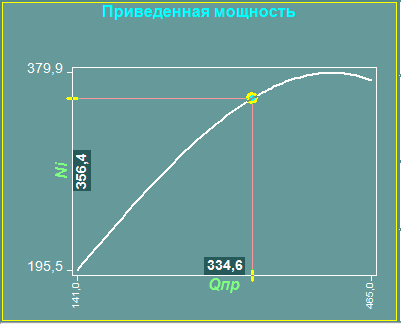 Приведенная мощность
379,9
Ni
356,4
195,5
334,6
Qпр
141,0
465,0